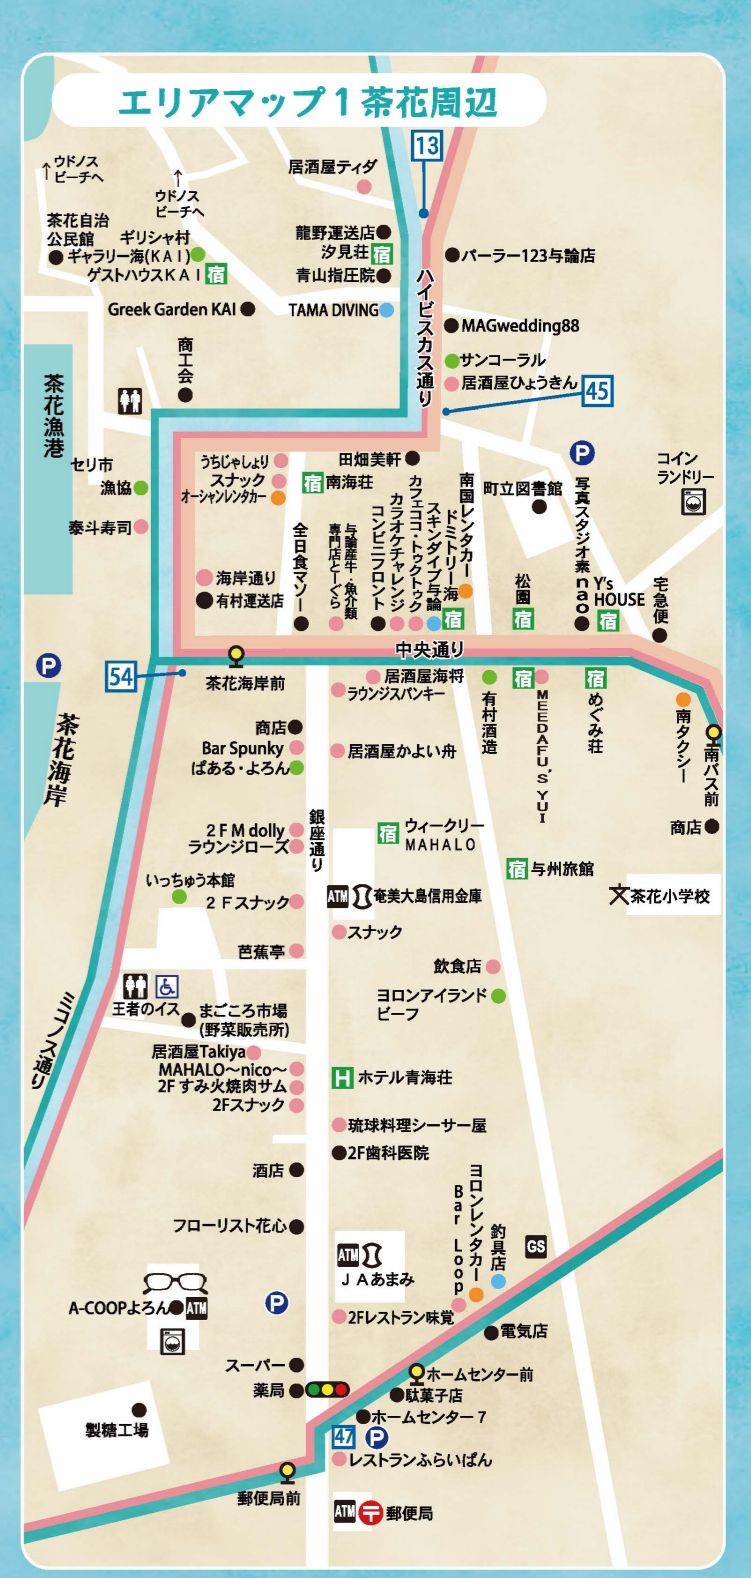 エリアマップ1茶花周辺
13
↑ウドノス
ビーチへ
↑
ウドノス
ビーチへ
居酒屋ティダ
茶花自治
公民館
ギリシャ村
ギャラリー海(KAI)
ゲストハウスKAI
宿
龍野運送店
汐見荘
宿
青山指圧院
パーラー123与論店
Greek Garden KAI
TAMA DIVING
ハイビスカス通り
MAGwedding88
商工会
サンコーラル
居酒屋ひょうきん
45
茶花漁港
セリ市
漁協
泰斗寿司
うちじゃしょり
スナック
オーシャンレンタカー
宿
南海荘
田畑美軒
P
コイン
ランドリー
町立図書館
海岸通り
有村運送店
全日食マソー
与論産牛・魚介類
専門店とーぐら
コンビニフロント
カラオケチャレンジ
カフェココ・トゥクトゥク
スキンダイブ与論
ドミトリー海
宿
南国レンタカー
松園
宿
写真スタジオ素nao
Y's
HOUSE
宿
宅急便
P
54
茶花海岸前
中央通り
茶花海岸
居酒屋海将
ラウンジスパンキー
有村酒造
宿
MEEDAFU'S YUI
宿
めぐみ荘
南タクシー
南バス前
商店
商店
Bar Spunky
ぱある・よろん
居酒屋かよい舟
銀座通り
2F M dolly
ラウンジローズ
宿
ウィークリー
MAHALO
宿
与州旅館
文
茶花小学校
いっちゅう本館
2Fスナック
ATM
奄美大島信用金庫
スナック
芭蕉亭
飲食店
ヨロンアイランド
ビーフ
王者のイス
まごころ市場
(野菜販売所)
ミコノス通り
居酒屋Takiya
MAHALO〜nico〜
2Fすみ火焼肉サム
2Fスナック
H
ホテル青海荘
琉球料理シーサー屋
2F歯科医院
酒店
フローリスト花心
Bar Loop
ヨロンレンタカー
釣具店
GS
ATM
JAあまみ
A-COOPよろん
ATM
P
2Fレストラン味覚
電気店
スーパー
薬局
ホームセンター前
駄菓子店
ホームセンター7
製糖工場
47
P
レストランふらいぱん
郵便局前
ATM
〒
郵便局